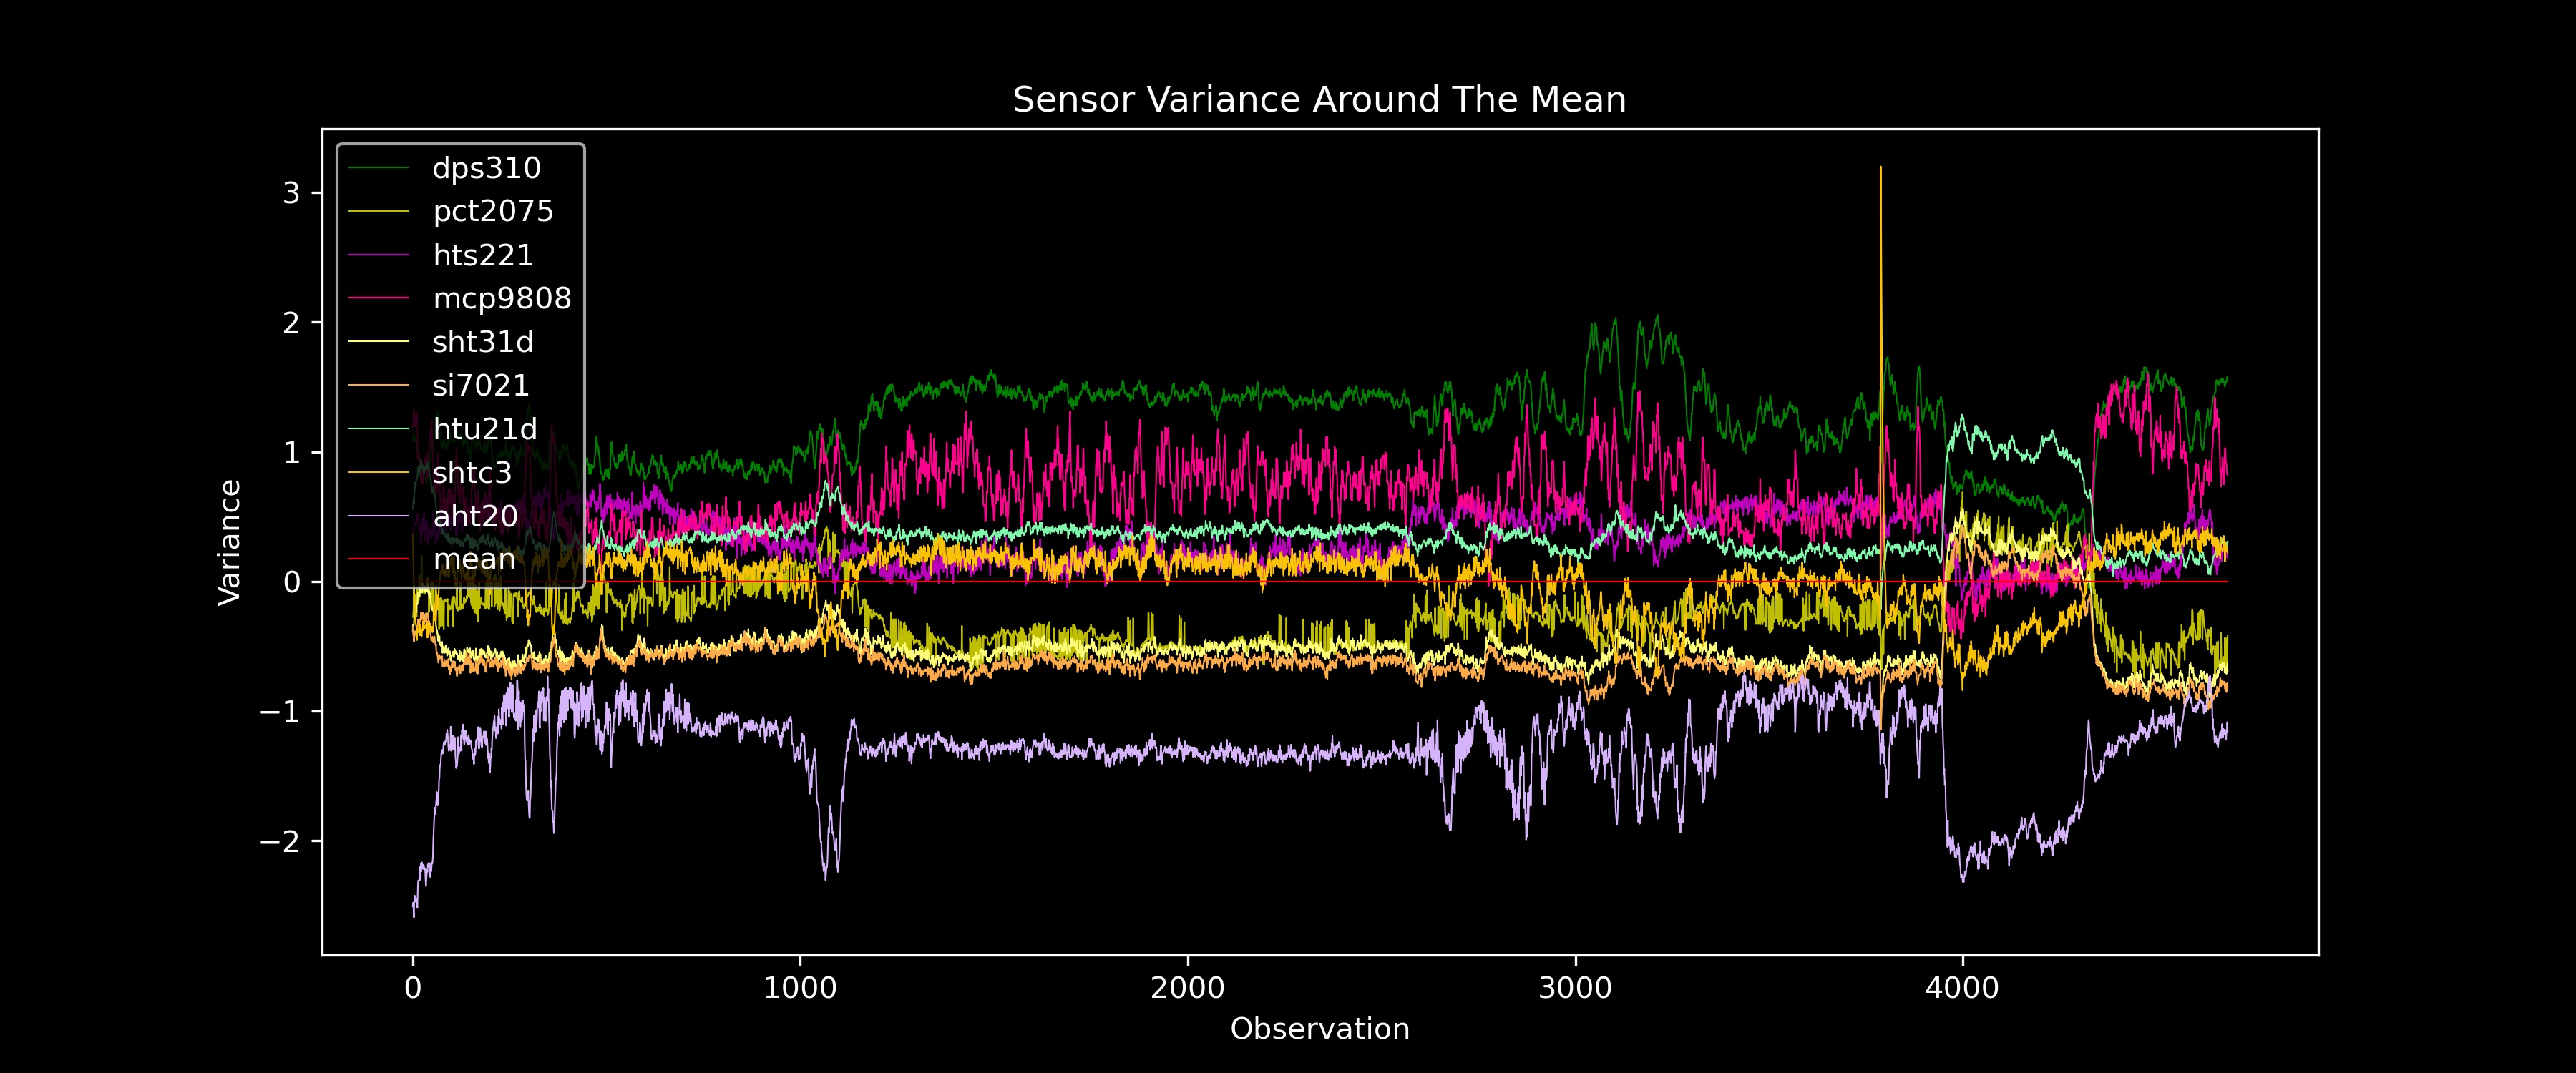 Sensor Variance Around The Mean
dps310
pct2075
hts221
mcp9808
sht31d
si7021
htu21d
shtc3
aht20
mean
Variance
3
2
1
0
−1
−2
0 1000 2000 3000 4000
Observation